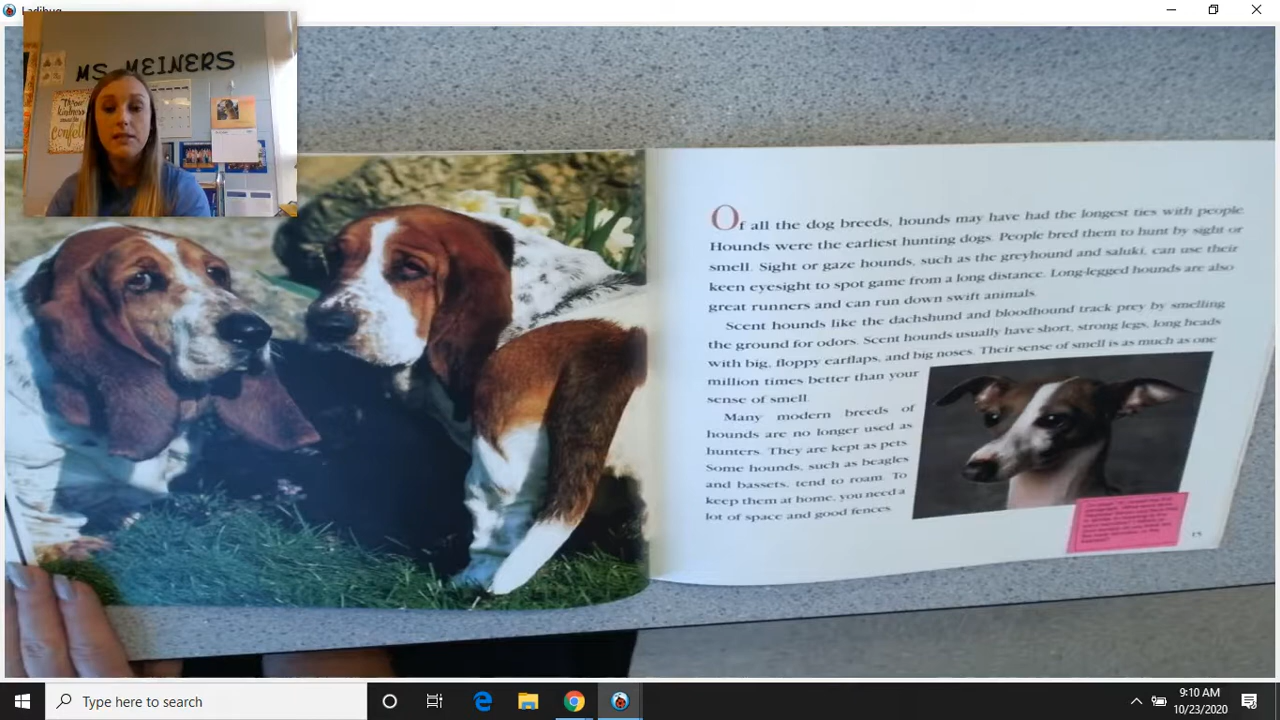 Ladibug
MS. MEINERS
Throw
kindness
like
confetti
Of all the dog breeds, hounds may have had the longest ties with people
Hounds were the earliest hunting dogs. People bred them to hunt by sight or
smell. Sight or gaze hounds, such as the greyhound and saluki, can use their
keen eyesight to spot game from a long distance. Long-legged hounds are also
great runners and can run down swift animals.
Scent hounds like the dachshund and bloodhound track prey by smelling
the ground for odors. Scent hounds usually have short, strong legs, long heads
with big, floppy earflaps, and big noses. Their sense of smell is as much as one
million times better than your
sense of smell.
Many modern breeds of
hounds are no longer used as
hunters. They are kept as pets.
Some hounds, such as beagles
and bassets, tend to roam. To
keep them at home, you need a
lot of space and good fences.
15
Type here to search
9:10 AM
10/23/2020